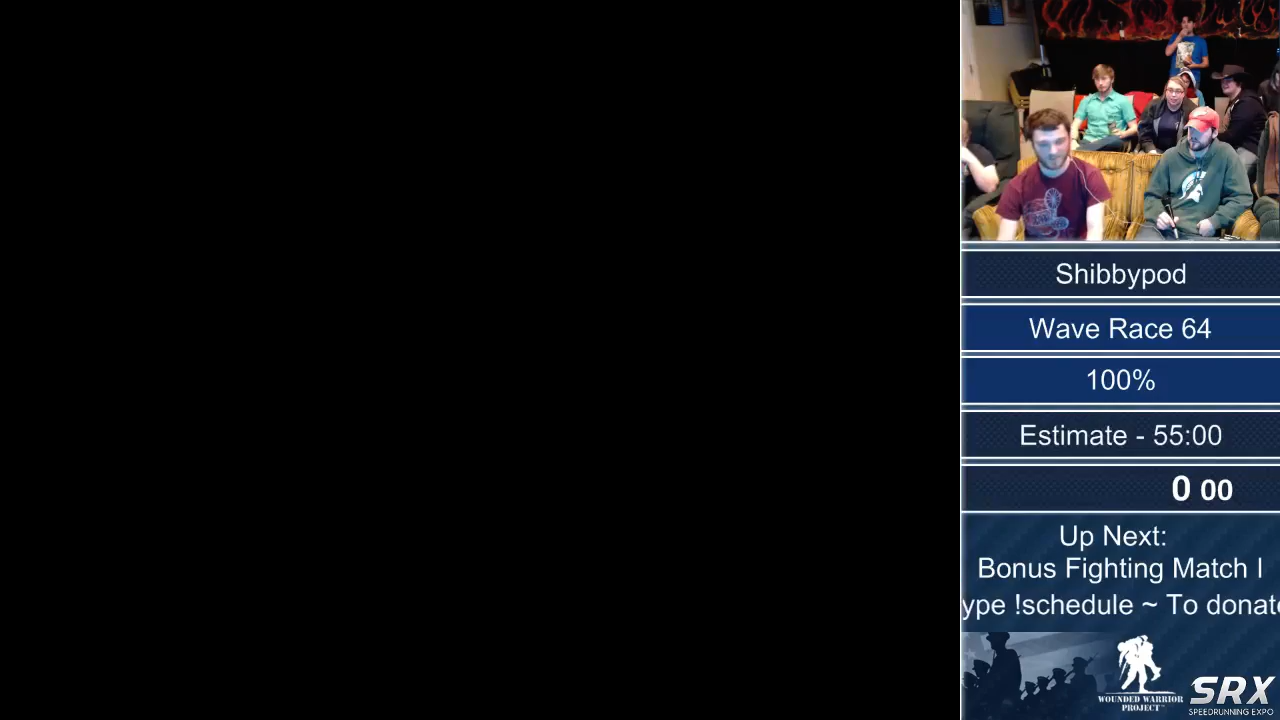 Shibbypod
Wave Race 64
100%
Estimate - 55:00
0 00
Up Next:
Bonus Fighting Match I
ype !schedule ~ To donate
WOUNDED WARRIOR
PROJECT
SRX
SPEEDRUNNING EXPO